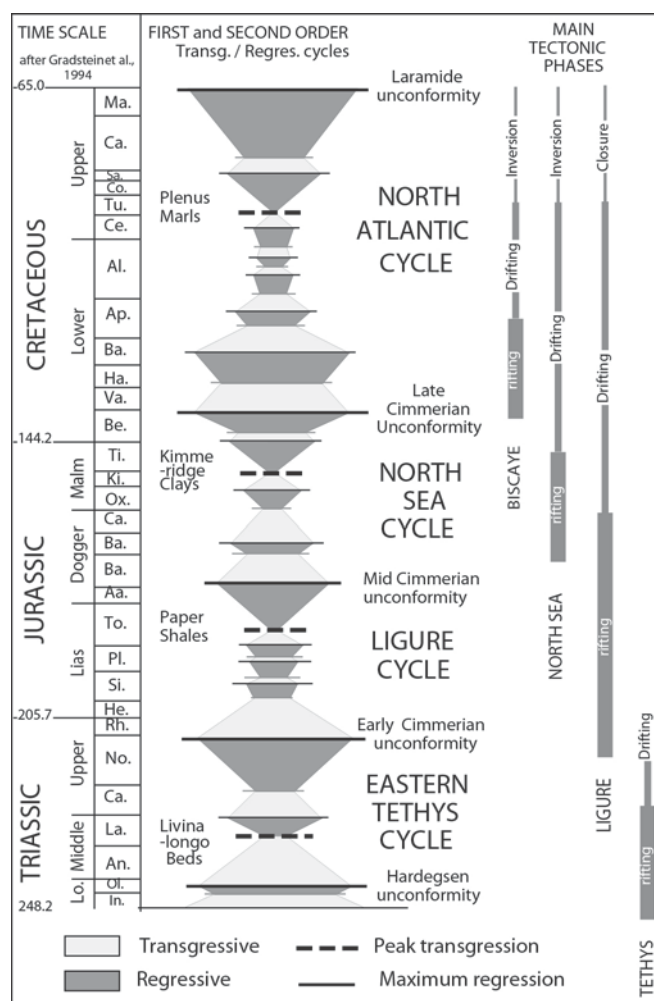 TIME SCALE
after Gradsteinet al.,
1994
FIRST and SECOND ORDER
Transg. / Regres. cycles
MAIN
TECTONIC
PHASES
65.0
144.2
205.7
248.2
CRETACEOUS
JURASSIC
TRIASSIC
Upper
Lower
Malm
Dogger
Lias
Upper
Middle
Lo.
Ma.
Ca.
Sa.
Co.
Tu.
Ce.
Al.
Ap.
Ba.
Ha.
Va.
Be.
Ti.
Ki.
Ox.
Ca.
Ba.
Ba.
Aa.
To.
Pl.
Si.
He.
Rh.
No.
Ca.
La.
An.
Ol.
In.
Laramide
unconformity
Plenus
Marls
NORTH
ATLANTIC
CYCLE
Late
Cimmerian
Unconformity
Kimme
-ridge
Clays
NORTH
SEA
CYCLE
Mid Cimmerian
unconformity
Paper
Shales
LIGURE
CYCLE
Early Cimmerian
unconformity
EASTERN
TETHYS
CYCLE
Livina
-longo
Beds
Hardegsen
unconformity
Inversion
Drifting
rifting
BISCAYE
Inversion
Drifting
rifting
NORTH SEA
Closure
Drifting
rifting
LIGURE
Drifting
rifting
TETHYS
Transgressive
Peak transgression
Regressive
Maximum regression